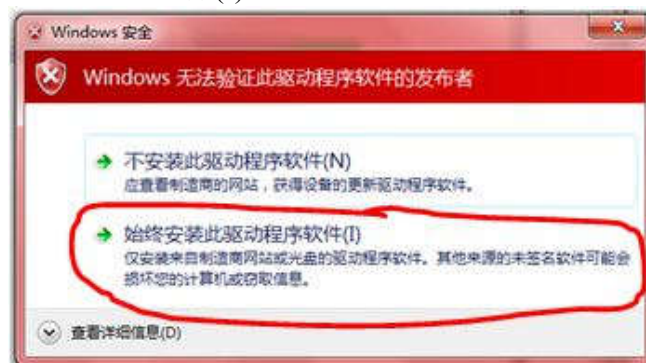 Windows 安全
Windows 无法验证此驱动程序软件的发布者
不安装此驱动程序软件(N)
应查看制造商的网站，获得设备的更新驱动程序软件。
始终安装此驱动程序软件(I)
仅安装来自制造商网站或光盘的驱动程序软件。其他来源的未签名软件可能会
损坏您的计算机或窃取信息。
查看详细信息(D)